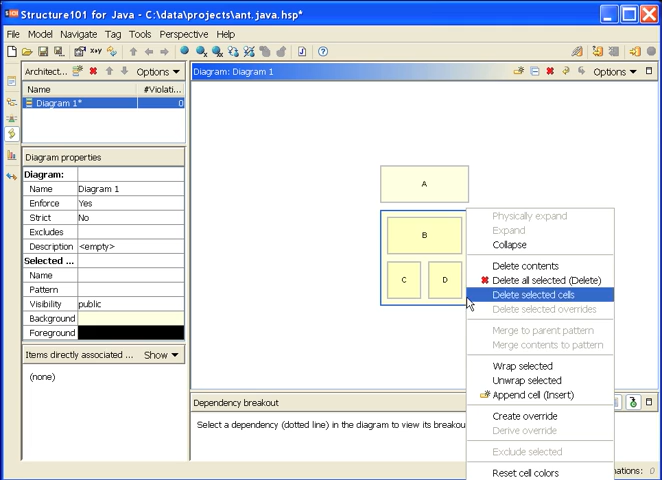 S101 Structure101 for Java - C:\data\projects\ant.java.hsp*
File Model Navigate Tag Tools Perspective Help
x+y
Architect... Options
Diagram: Diagram 1 Options
Name #Violati...
Diagram 1* 0
Diagram properties
Diagram:
Name Diagram 1
Enforce Yes
Strict No
Excludes
Description <empty>
Selected ...
Name
Pattern
Visibility public
Background
Foreground
Items directly associated ... Show
(none)
A
B
C D
Physically expand
Expand
Collapse
Delete contents
Delete all selected (Delete)
Delete selected cells
Delete selected overrides
Merge to parent pattern
Merge contents to pattern
Wrap selected
Unwrap selected
Append cell (Insert)
Create override
Derive override
Exclude selected
Reset cell colors
Dependency breakout
Select a dependency (dotted line) in the diagram to view its breakou
nations: 0